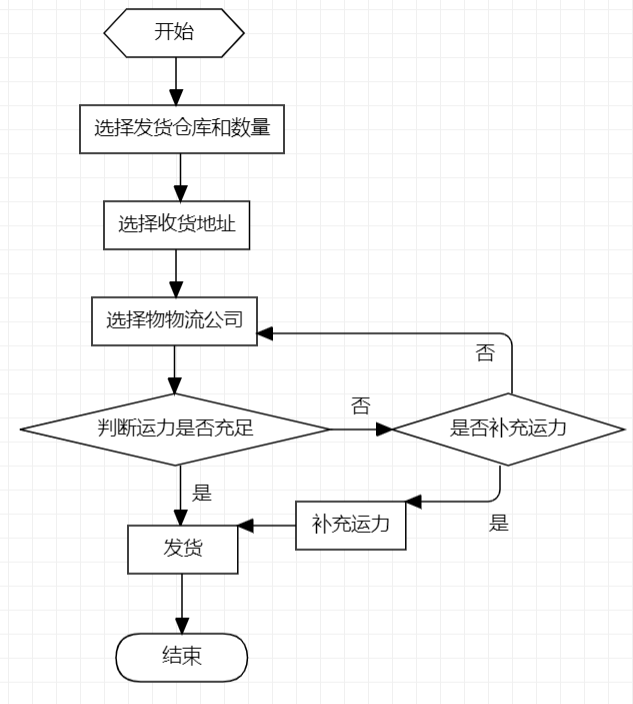 开始
选择发货仓库和数量
选择收货地址
选择物物流公司
否
否
判断运力是否充足
是否补充运力
是
补充运力
是
发货
结束